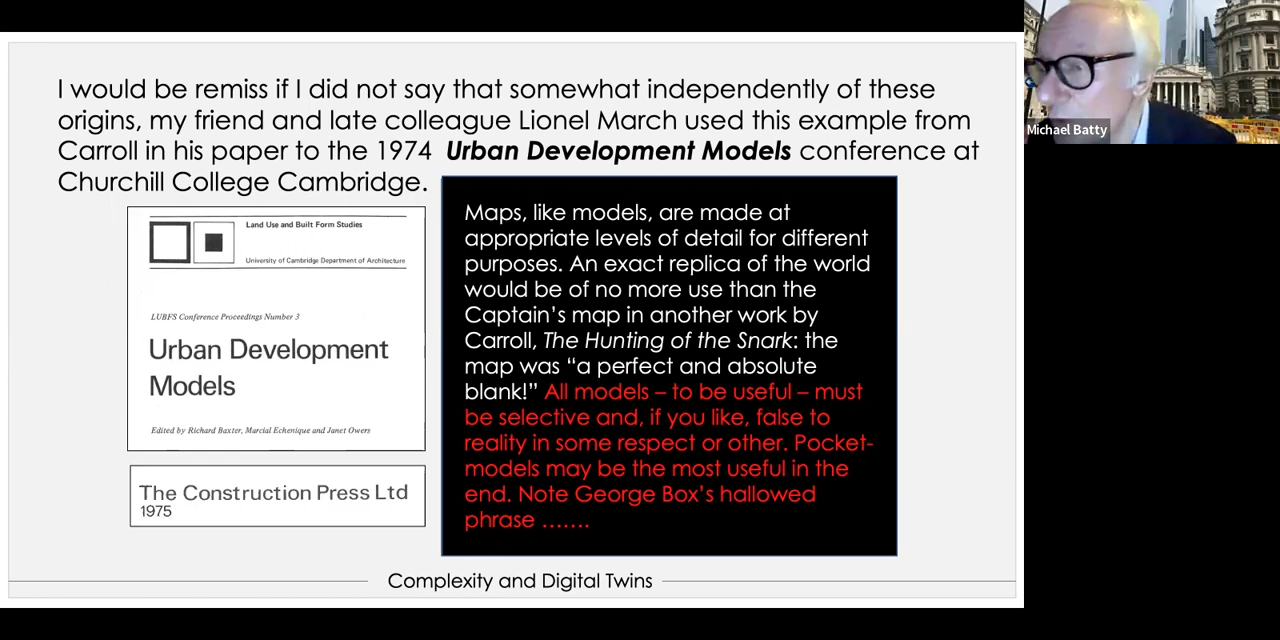 I would be remiss if I did not say that somewhat independently of these
origins, my friend and late colleague Lionel March used this example from
Carroll in his paper to the 1974 Urban Development Models conference at
Churchill College Cambridge.
Land Use and Built Form Studies
University of Cambridge Department of Architecture
LUBFS Conference Proceedings Number 3
Urban Development
Models
Edited by Richard Baxter, Marcial Echenique and Janet Owers
The Construction Press Ltd
1975
Maps, like models, are made at
appropriate levels of detail for different
purposes. An exact replica of the world
would be of no more use than the
Captain’s map in another work by
Carroll, The Hunting of the Snark: the
map was “a perfect and absolute
blank!” All models – to be useful – must
be selective and, if you like, false to
reality in some respect or other. Pocket-
models may be the most useful in the
end. Note George Box’s hallowed
phrase …….
Complexity and Digital Twins
Michael Batty